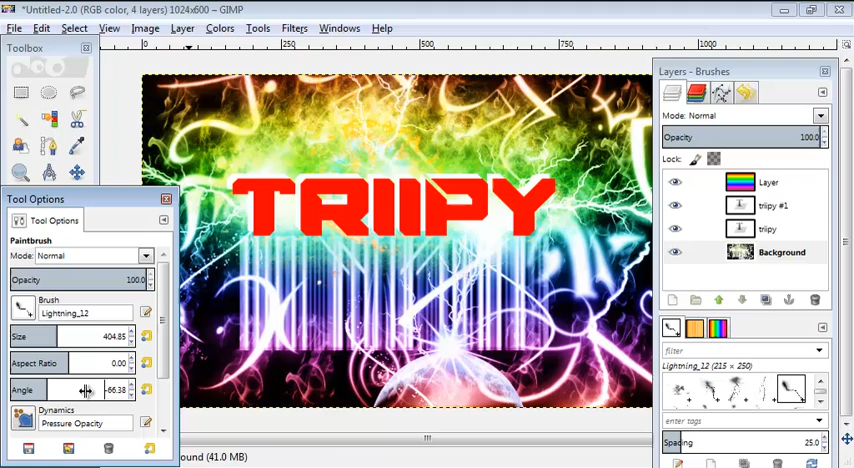 *Untitled-2.0 (RGB color, 4 layers) 1024x600 – GIMP
File Edit Select View Image Layer Colors Tools Filters Windows Help
Toolbox
0 250 500 750 1000
Layers - Brushes
Mode: Normal
Opacity 100.0
Lock:
Layer
triipy #1
triipy
Background
TRIIPY
Tool Options
Tool Options
Paintbrush
Mode: Normal
Opacity 100.0
Brush
Lightning_12
Size 404.85
Aspect Ratio 0.00
Angle -66.38
Dynamics
Pressure Opacity
filter
Lightning_12 (215 × 250)
enter tags
Spacing 25.0
ound (41.0 MB)